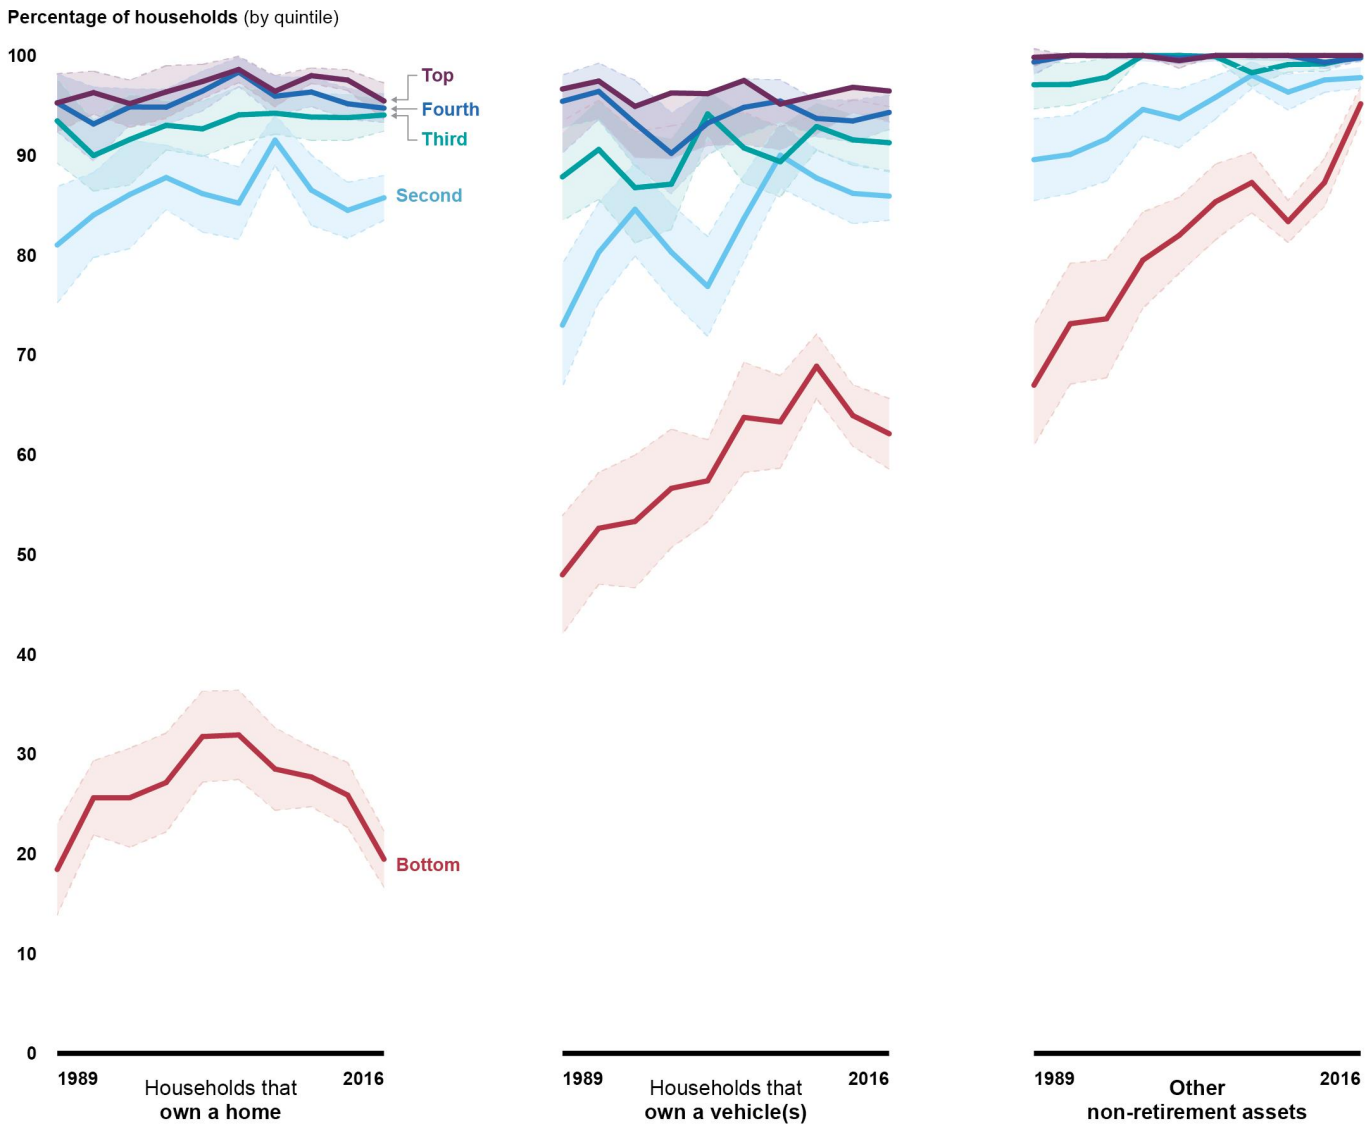 Percentage of households (by quintile)
100
90
80
70
60
50
40
30
20
10
0
Top
Fourth
Third
Second
Bottom
1989
2016
Households that
own a home
1989
2016
Households that
own a vehicle(s)
1989
2016
Other
non-retirement assets